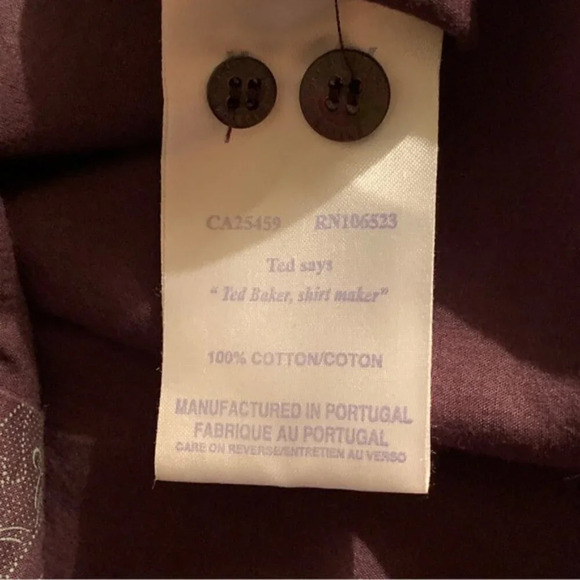 CA25459 RN106523
Ted says
"Ted Baker, shirt maker"
100% COTTON/COTON
MANUFACTURED IN PORTUGAL
FABRIQUE AU PORTUGAL
CARE ON REVERSE/ENTRETIEN AU VERSO